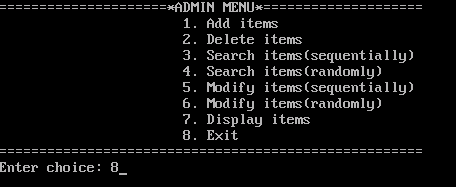 ======================*ADMIN MENU*====================
1. Add items
2. Delete items
3. Search items(sequentially)
4. Search items(randomly)
5. Modify items(sequentially)
6. Modify items(randomly)
7. Display items
8. Exit
========================================================
Enter choice: 8_